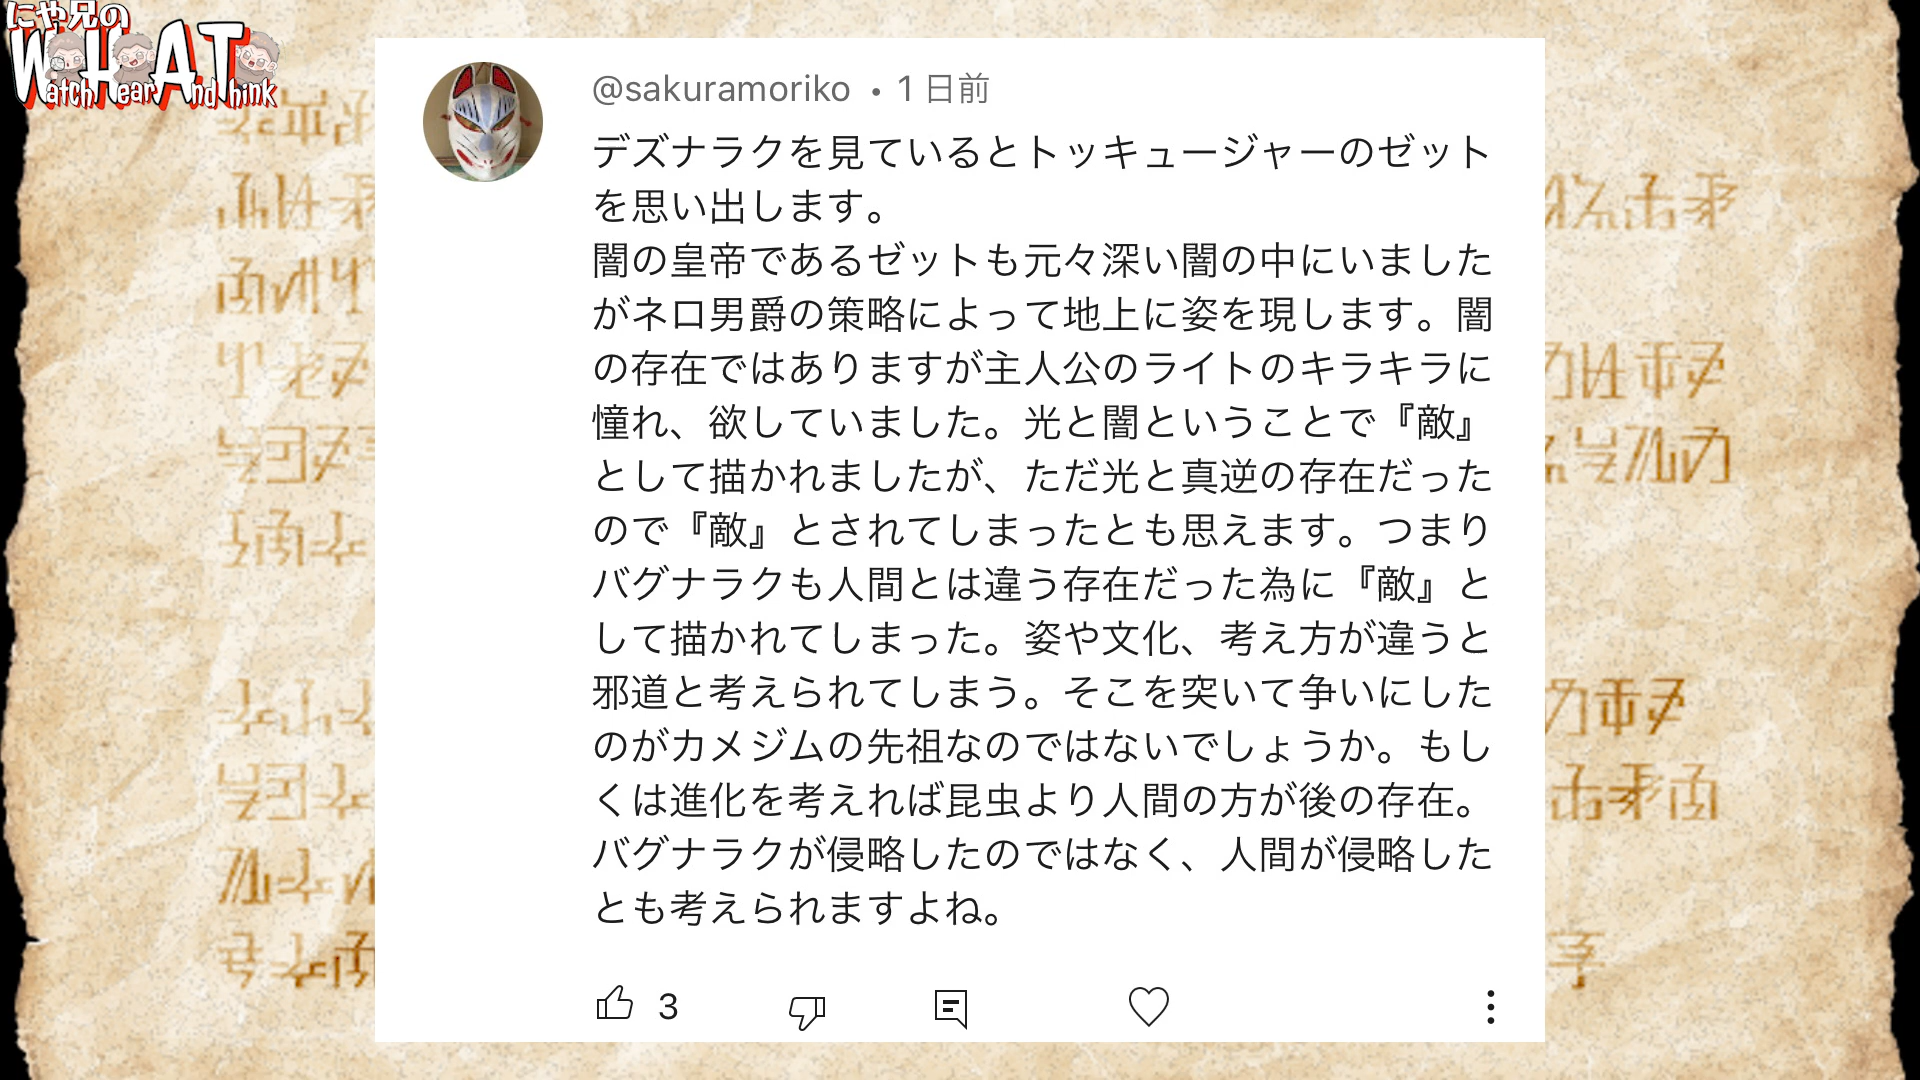 にや兄の
WHAT
Watch Hear And Think
@sakuramoriko • 1日前
デズナラクを見ているとトッキュージャーのゼット
を思い出します。
闇の皇帝であるゼットも元々深い闇の中にいました
がネロ男爵の策略によって地上に姿を現します。闇
の存在ではありますが主人公のライトのキラキラに
憧れ、欲していました。光と闇ということで『敵』
として描かれましたが、ただ光と真逆の存在だった
ので『敵』とされてしまったとも思えます。つまり
バグナラクも人間とは違う存在だった為に『敵』と
して描かれてしまった。姿や文化、考え方が違うと
邪道と考えられてしまう。そこを突いて争いにした
のがカメジムの先祖なのではないでしょうか。もし
くは進化を考えれば昆虫より人間の方が後の存在。
バグナラクが侵略したのではなく、人間が侵略した
とも考えられますよね。
3